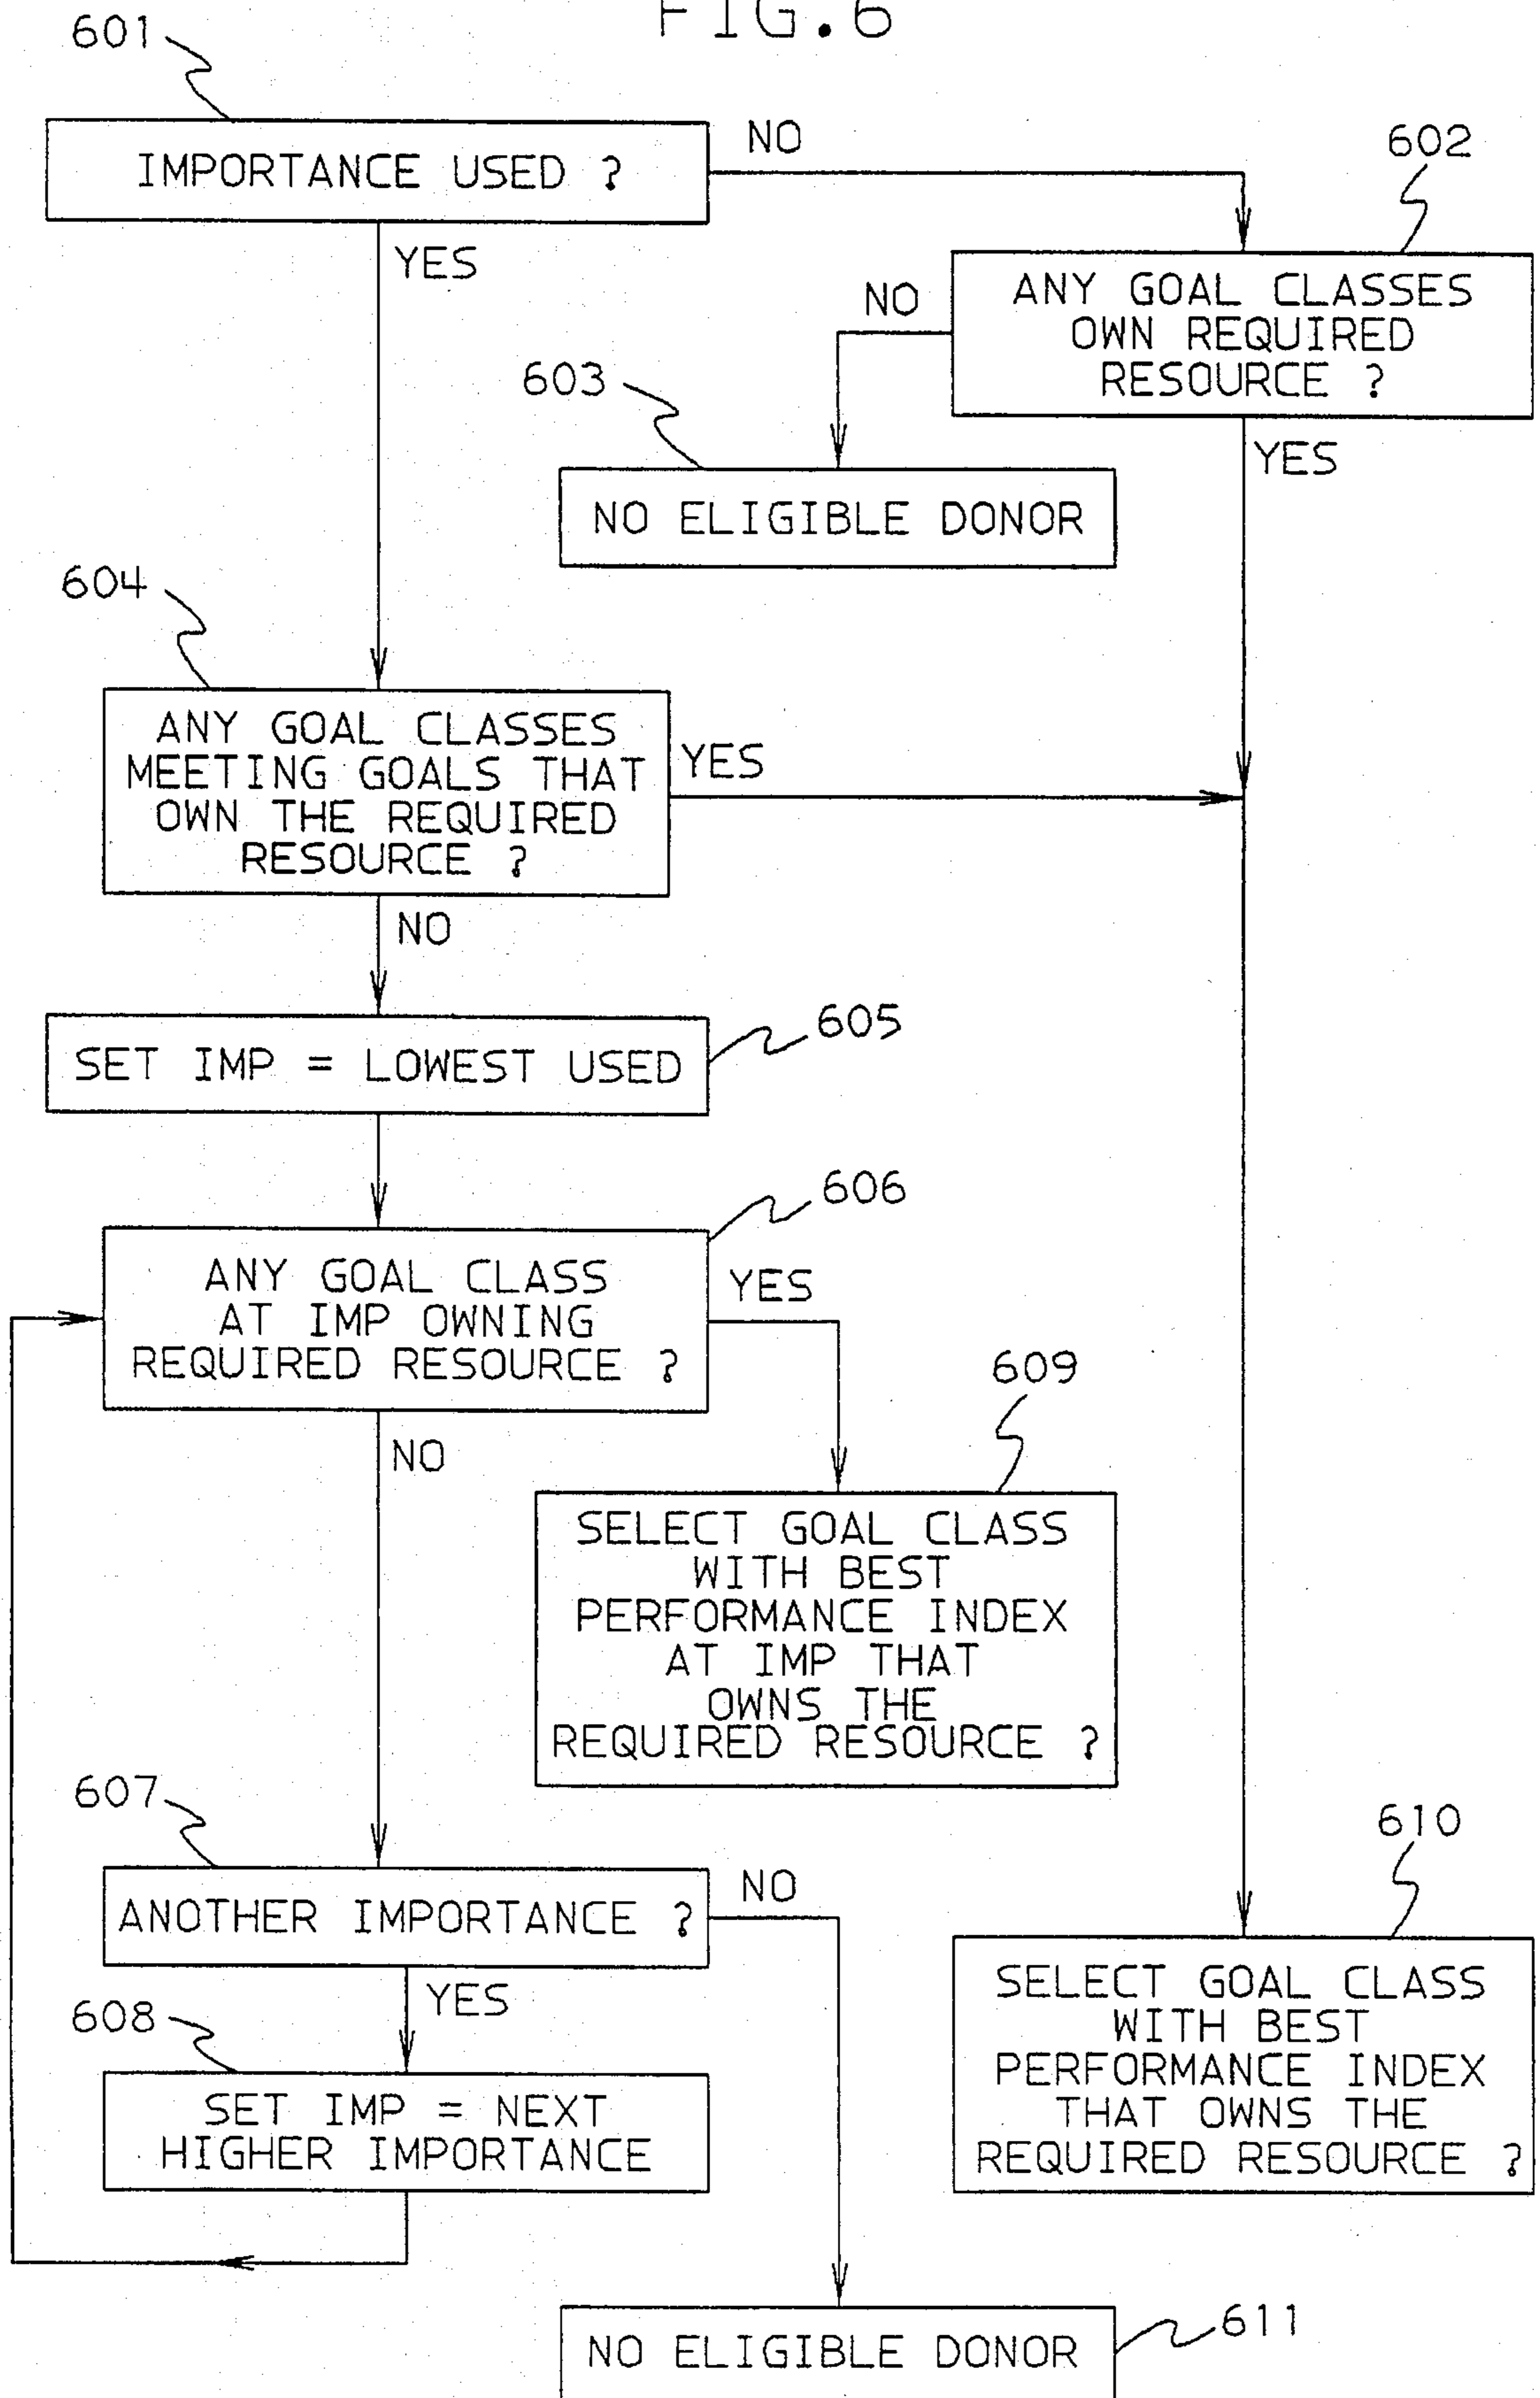 FIG.6
601
IMPORTANCE USED ?
NO
602
YES
ANY GOAL CLASSES
OWN REQUIRED
RESOURCE ?
NO
603
YES
NO ELIGIBLE DONOR
604
ANY GOAL CLASSES
MEETING GOALS THAT
OWN THE REQUIRED
RESOURCE ?
YES
NO
605
SET IMP = LOWEST USED
606
ANY GOAL CLASS
AT IMP OWNING
REQUIRED RESOURCE ?
YES
609
NO
SELECT GOAL CLASS
WITH BEST
PERFORMANCE INDEX
AT IMP THAT
OWNS THE
REQUIRED RESOURCE ?
607
610
ANOTHER IMPORTANCE ?
NO
YES
SELECT GOAL CLASS
WITH BEST
PERFORMANCE INDEX
THAT OWNS THE
REQUIRED RESOURCE ?
608
SET IMP = NEXT
HIGHER IMPORTANCE
611
NO ELIGIBLE DONOR